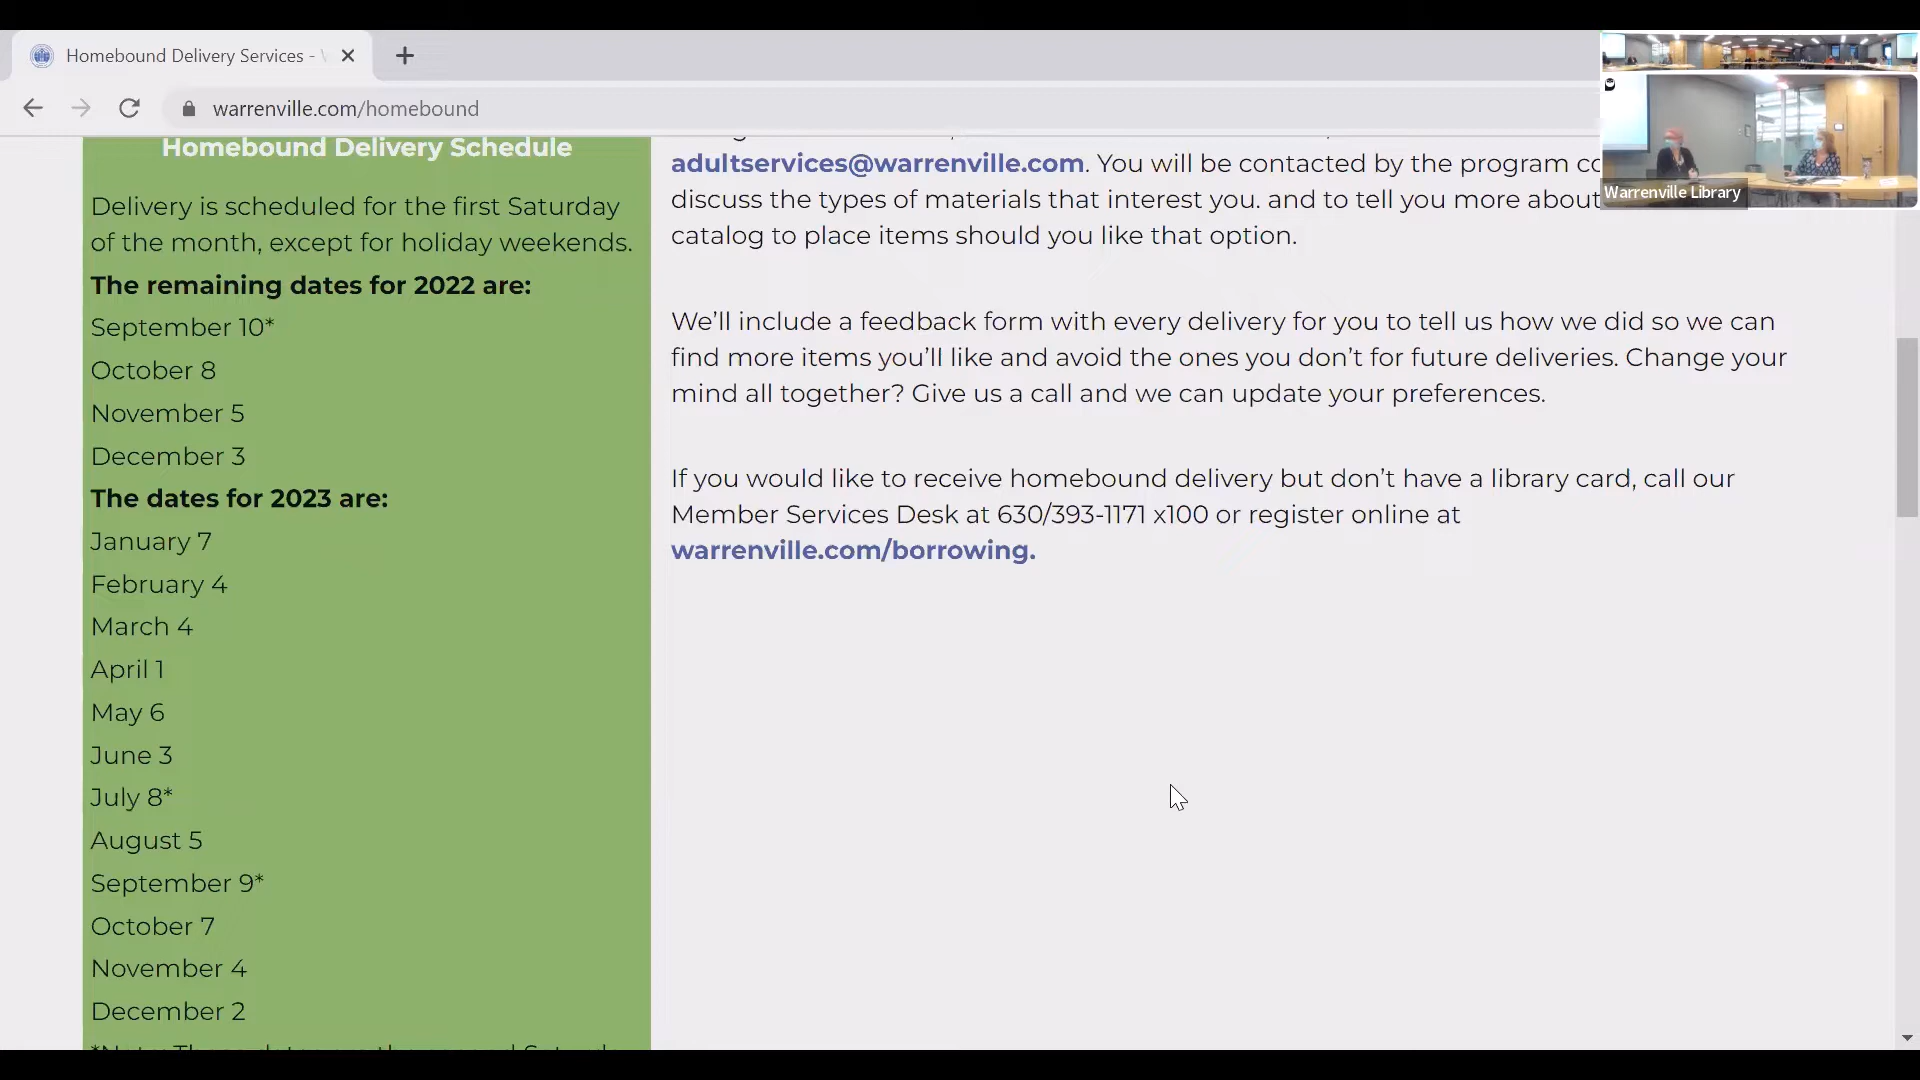 Homebound Delivery Services -
warrenville.com/homebound
Warrenville Library
Homebound Delivery Schedule
Delivery is scheduled for the first Saturday
of the month, except for holiday weekends.
The remaining dates for 2022 are:
September 10*
October 8
November 5
December 3
The dates for 2023 are:
January 7
February 4
March 4
April 1
May 6
June 3
July 8*
August 5
September 9*
October 7
November 4
December 2
adultservices@warrenville.com. You will be contacted by the program
discuss the types of materials that interest you. and to tell you more about
catalog to place items should you like that option.
We’ll include a feedback form with every delivery for you to tell us how we did so we can
find more items you’ll like and avoid the ones you don’t for future deliveries. Change your
mind all together? Give us a call and we can update your preferences.
If you would like to receive homebound delivery but don’t have a library card, call our
Member Services Desk at 630/393-1171 x100 or register online at
warrenville.com/borrowing.